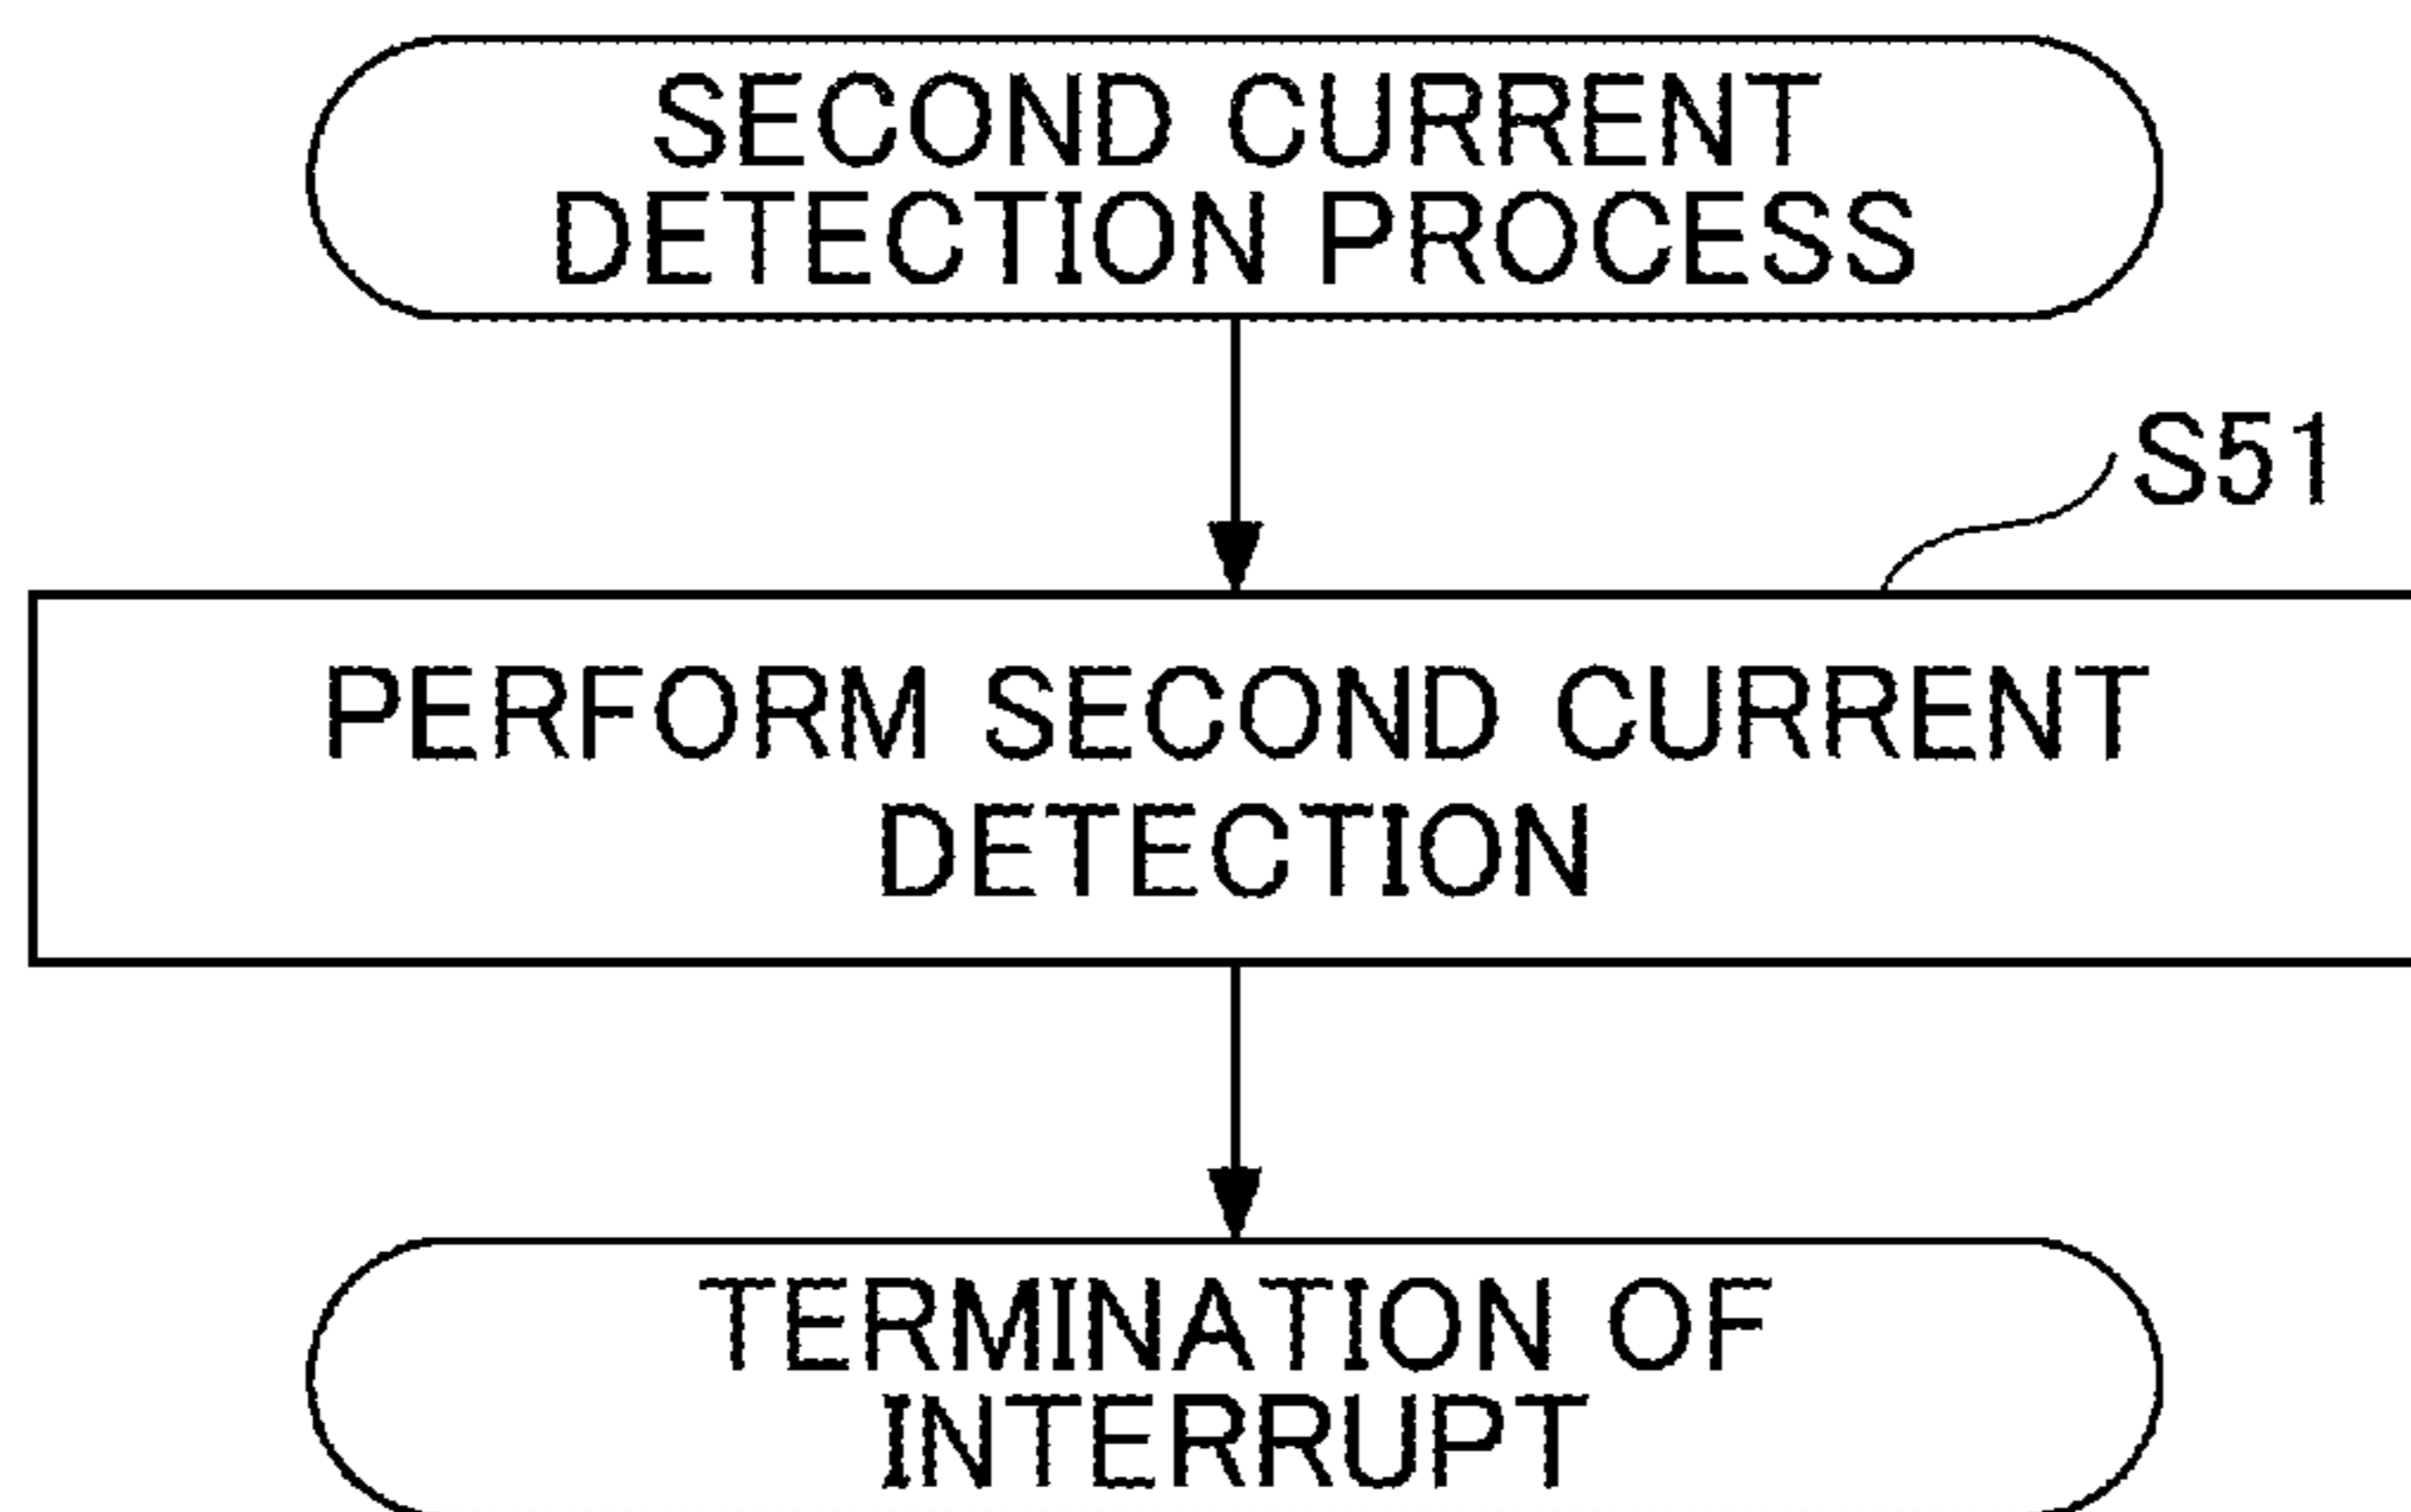 SECOND CURRENT
DETECTION PROCESS
S51
PERFORM SECOND CURRENT
DETECTION
TERMINATION OF
INTERRUPT